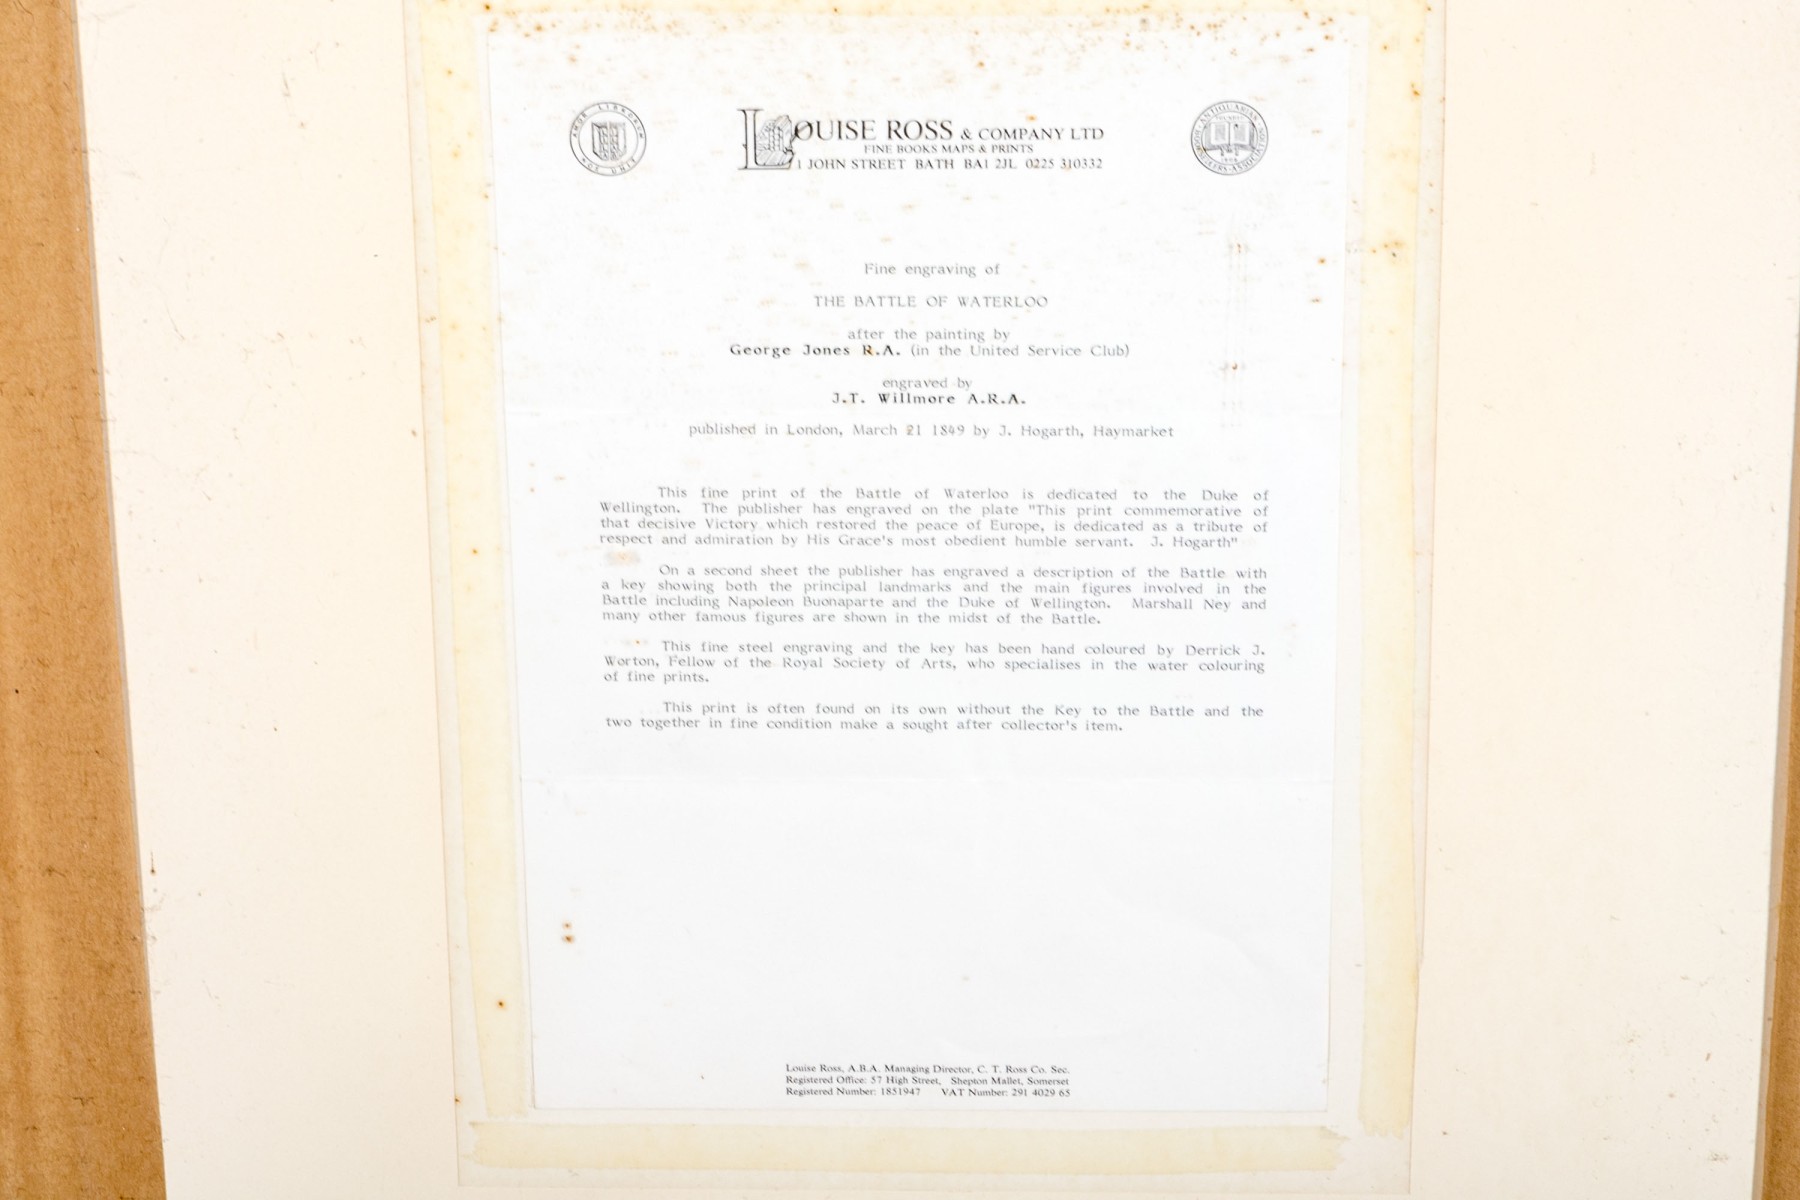 LOUISE ROSS & COMPANY LTD
FINE BOOKS MAPS & PRINTS
1 JOHN STREET BATH BA1 2JL 0225 310332
Fine engraving of
THE BATTLE OF WATERLOO
after the painting by
George Jones R.A. (in the United Service Club)
engraved by
J.T. Willmore A.R.A.
published in London, March 21 1849 by J. Hogarth, Haymarket
This fine print of the Battle of Waterloo is dedicated to the Duke of
Wellington. The publisher has engraved on the plate "This print commemorative of
that decisive Victory which restored the peace of Europe, is dedicated as a tribute of
respect and admiration by His Grace's most obedient humble servant. J. Hogarth"
On a second sheet the publisher has engraved a description of the Battle with
a key showing both the principal landmarks and the main figures involved in the
Battle including Napoleon Buonaparte and the Duke of Wellington. Marshall Ney and
many other famous figures are shown in the midst of the Battle.
This fine steel engraving and the key has been hand coloured by Derrick J.
Worton, Fellow of the Royal Society of Arts, who specialises in the water colouring
of fine prints.
This print is often found on its own without the Key to the Battle and the
two together in fine condition make a sought after collector's item.
Louise Ross, A.B.A. Managing Director, C. T. Ross Co. Sec.
Registered Office: 57 High Street, Shepton Mallet, Somerset
Registered Number: 1851947 VAT Number: 291 4029 65